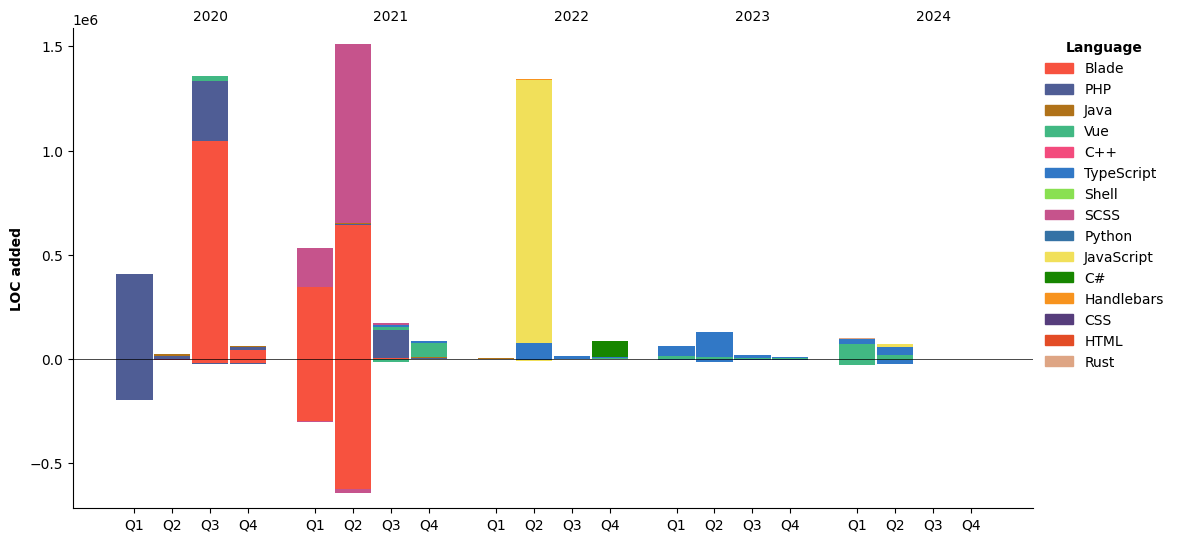 1e6
2020 2021 2022 2023 2024
1.5
1.0
0.5
0.0
−0.5
LOC added
Q1 Q2 Q3 Q4 Q1 Q2 Q3 Q4 Q1 Q2 Q3 Q4 Q1 Q2 Q3 Q4 Q1 Q2 Q3 Q4
Language
Blade
PHP
Java
Vue
C++
TypeScript
Shell
SCSS
Python
JavaScript
C#
Handlebars
CSS
HTML
Rust